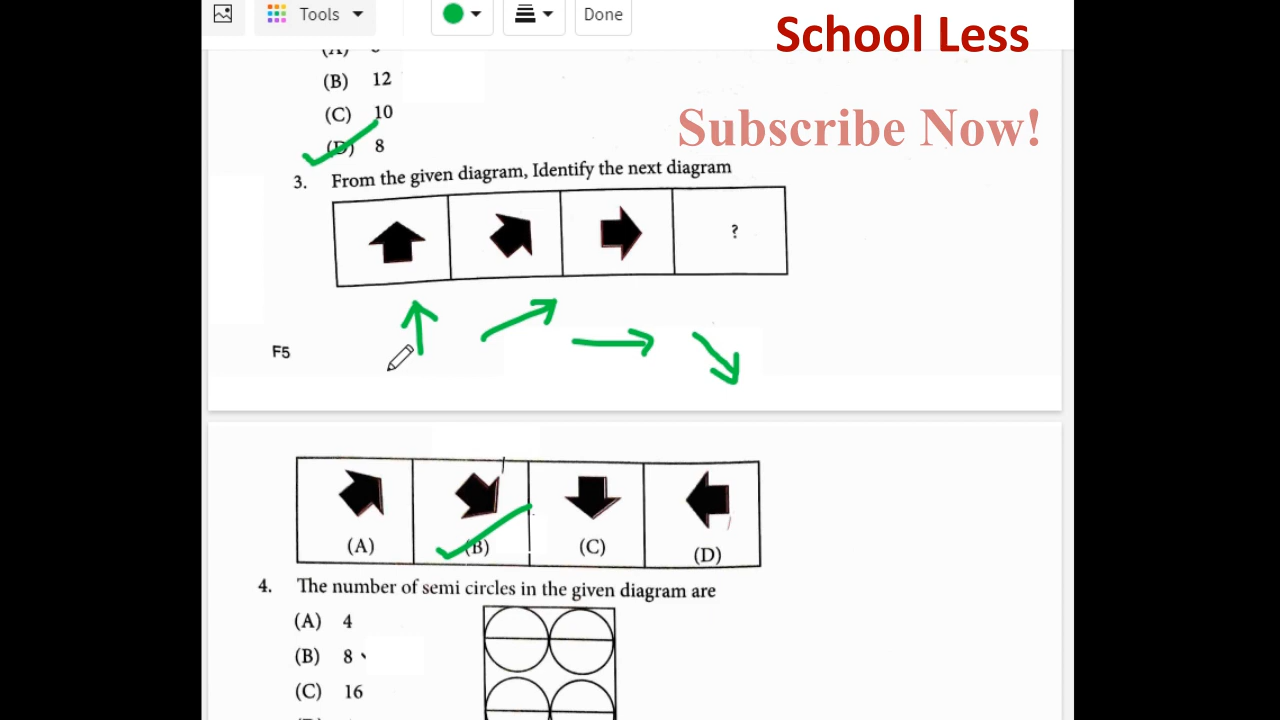 Tools
Done
School Less
Subscribe Now!
(B) 12
(C) 10
(D) 8
3. From the given diagram, Identify the next diagram
?
F5
(A) (B) (C) (D)
4. The number of semi circles in the given diagram are
(A) 4
(B) 8
(C) 16